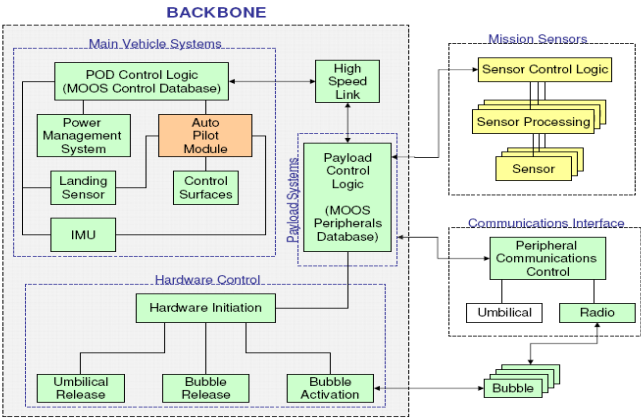 BACKBONE
Main Vehicle Systems
POD Control Logic
(MOOS Control Database)
High
Speed
Link
Power
Management
System
Auto
Pilot
Module
Landing
Sensor
Control
Surfaces
IMU
Payload Systems
Payload
Control
Logic
(MOOS
Peripherals
Database)
Mission Sensors
Sensor Control Logic
Sensor Processing
Sensor
Communications Interface
Peripheral
Communications
Control
Umbilical
Radio
Hardware Control
Hardware Initiation
Umbilical
Release
Bubble
Release
Bubble
Activation
Bubble